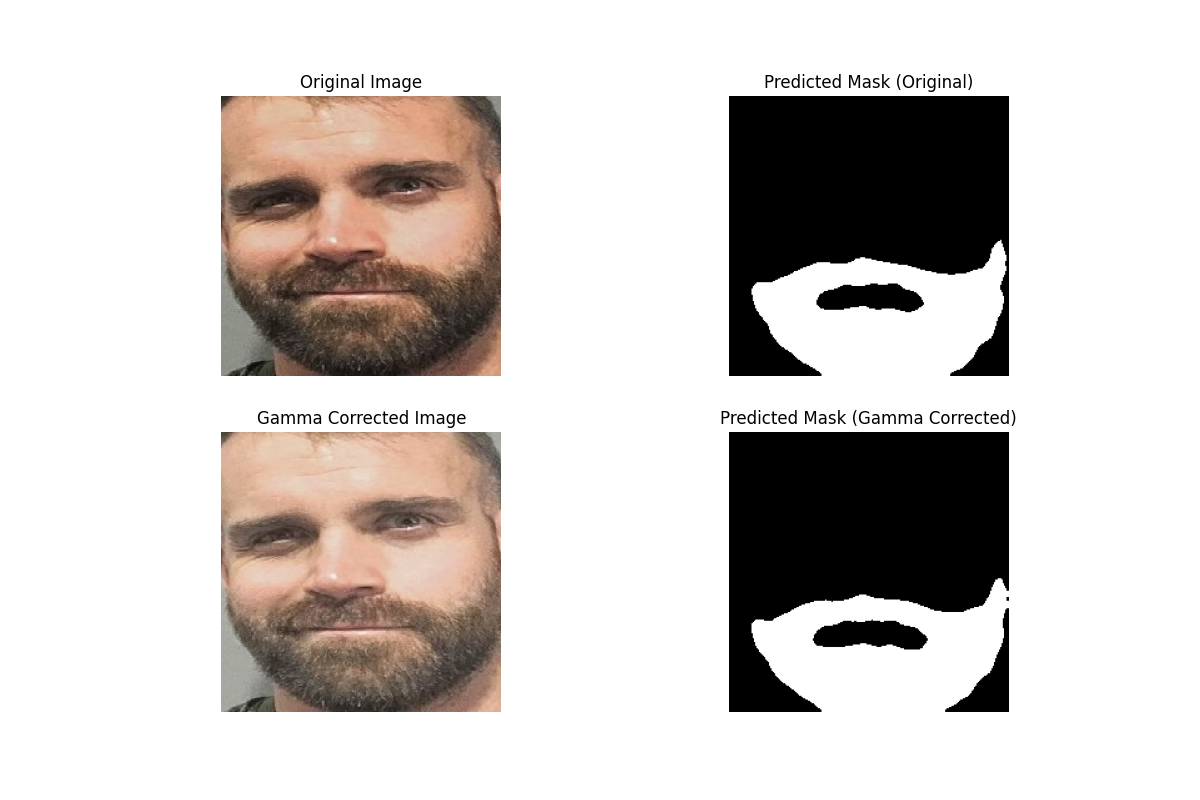 Original Image
Predicted Mask (Original)
Gamma Corrected Image
Predicted Mask (Gamma Corrected)